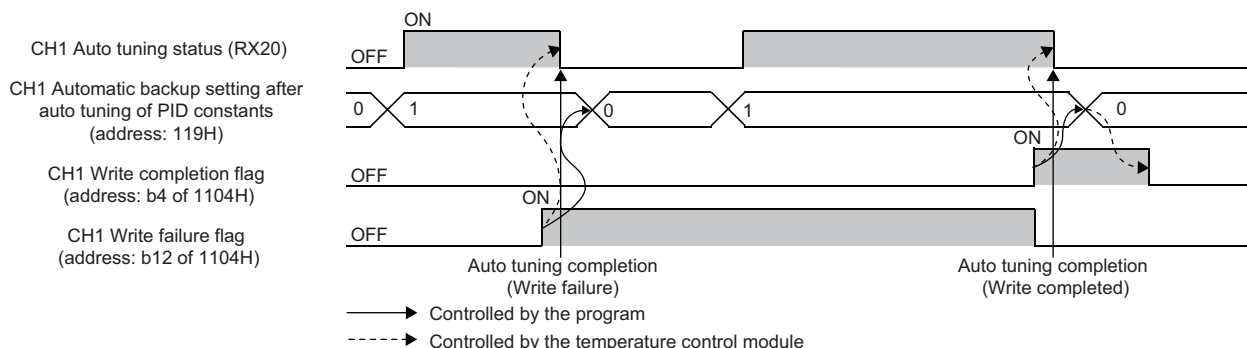 ON
CH1 Auto tuning status (RX20)
OFF
CH1 Automatic backup setting after
auto tuning of PID constants
(address: 119H)
0 1 0 1 0
ON
CH1 Write completion flag
(address: b4 of 1104H)
OFF
ON
CH1 Write failure flag
(address: b12 of 1104H)
OFF
Auto tuning completion
(Write failure)
Auto tuning completion
(Write completed)
Controlled by the program
Controlled by the temperature control module